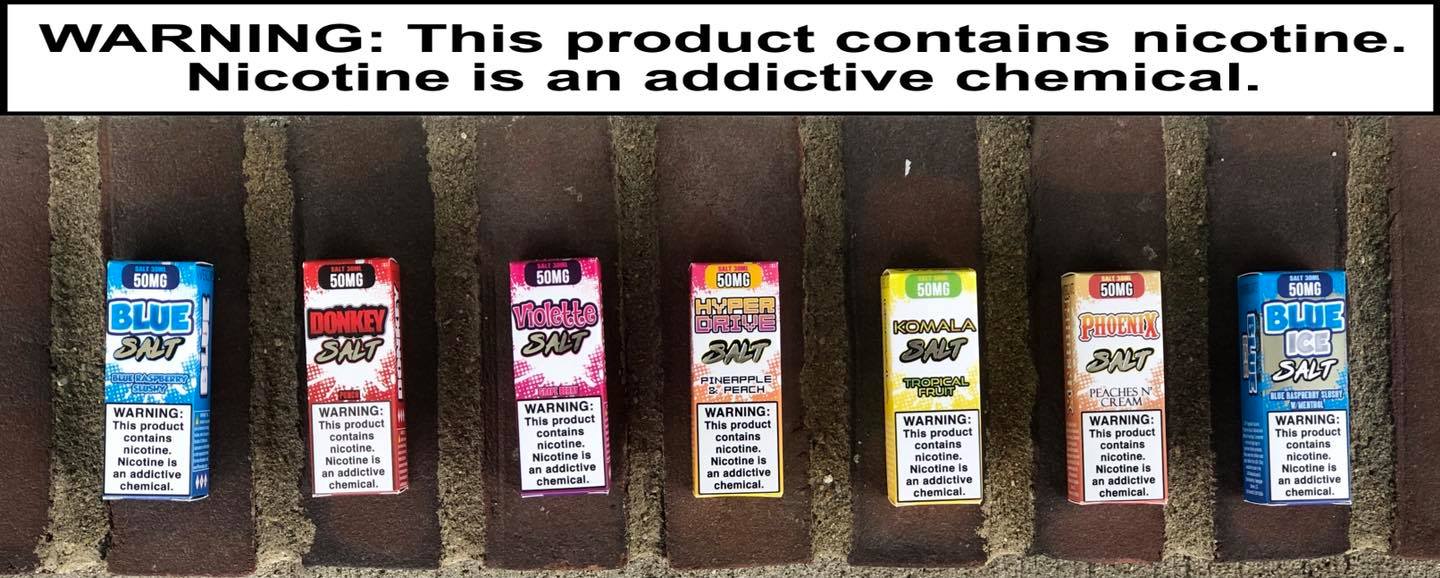 WARNING: This product contains nicotine.
Nicotine is an addictive chemical.
SALT 30ML
50MG
BLUE
SALT
BLUE RASPBERRY
SLUSHY
WARNING:
This product
contains
nicotine.
Nicotine is
an addictive
chemical.
SALT 30ML
50MG
DONKEY
SALT
WARNING:
This product
contains
nicotine.
Nicotine is
an addictive
chemical.
SALT 30ML
50MG
Violette
SALT
WARNING:
This product
contains
nicotine.
Nicotine is
an addictive
chemical.
SALT 30ML
50MG
HYPER
DRIVE
SALT
PINEAPPLE
& PEACH
WARNING:
This product
contains
nicotine.
Nicotine is
an addictive
chemical.
SALT 30ML
50MG
KOMALA
SALT
TROPICAL
FRUIT
WARNING:
This product
contains
nicotine.
Nicotine is
an addictive
chemical.
SALT 30ML
50MG
PHOENIX
SALT
PEACHES N'
CREAM
WARNING:
This product
contains
nicotine.
Nicotine is
an addictive
chemical.
SALT 30ML
50MG
BLUE
ICE
SALT
BLUE RASPBERRY SLUSHY
W/MENTHOL
WARNING:
This product
contains
nicotine.
Nicotine is
an addictive
chemical.